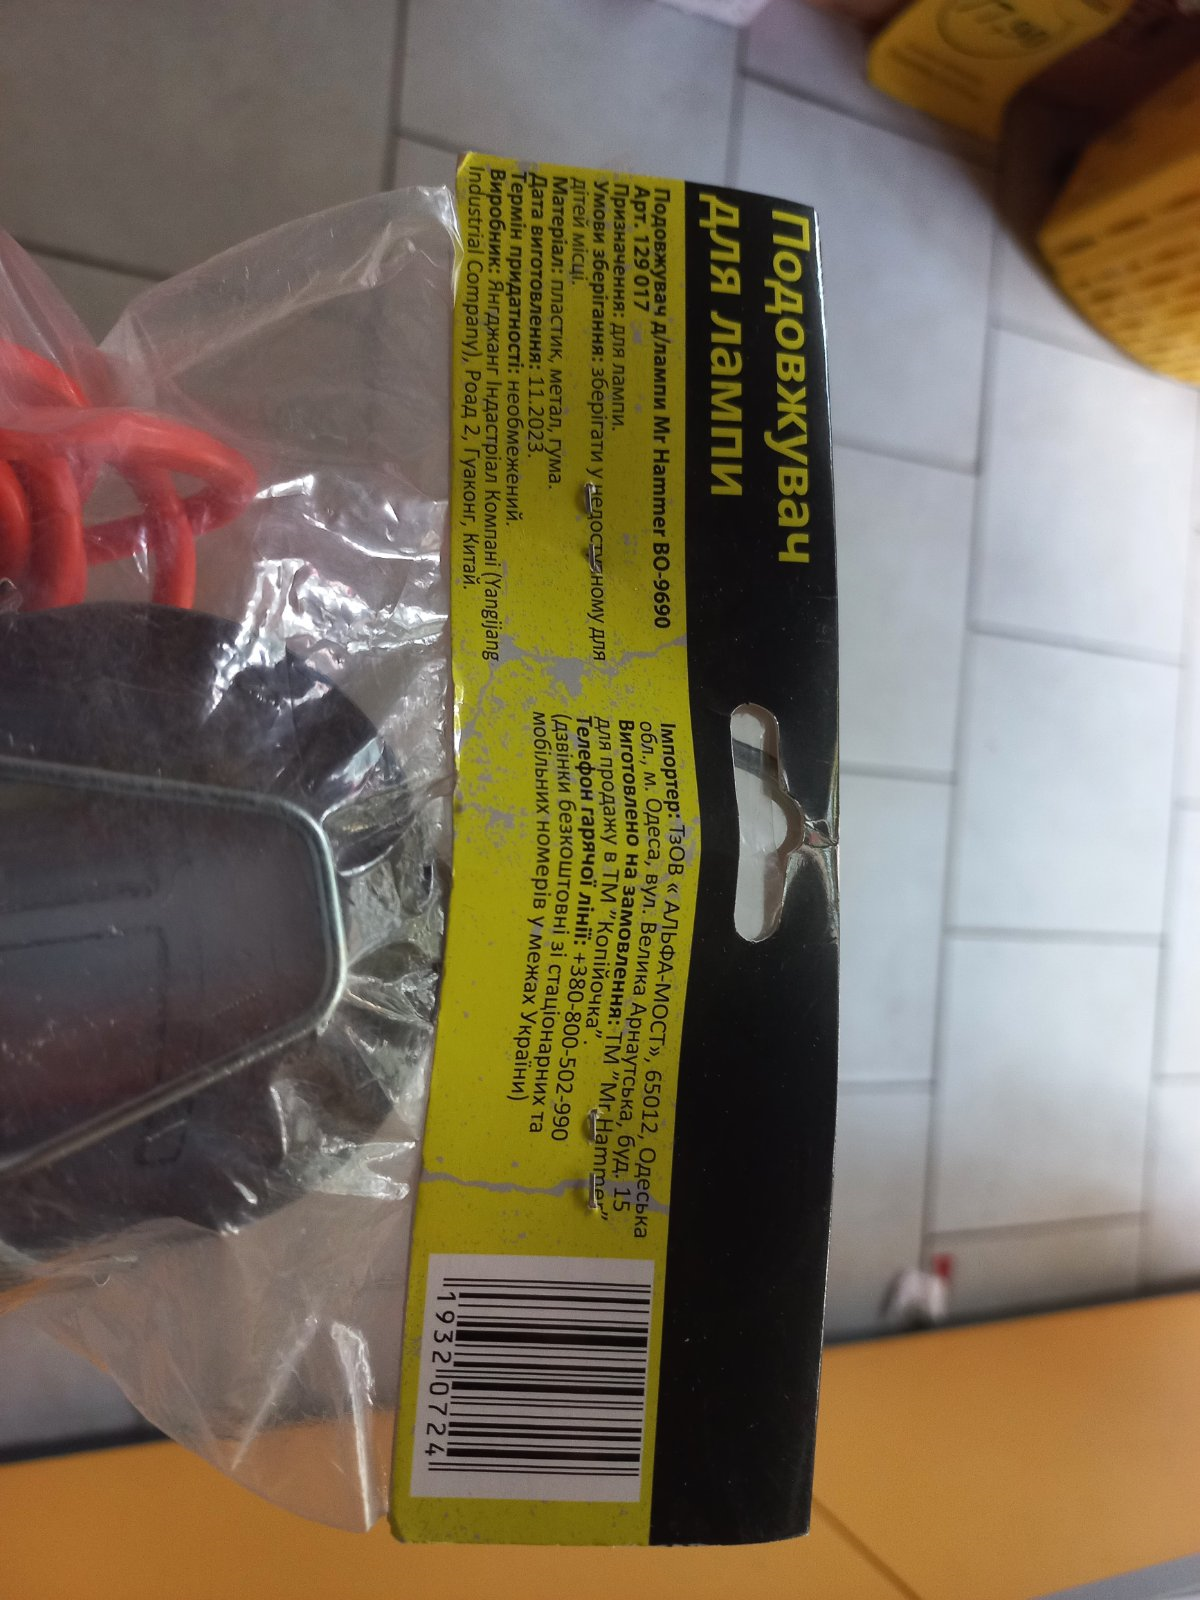 Подовжувач
для лампи
Подовжувач д/лампи Mr Hammer ВО-9690
Арт. 129 017
Призначення: для лампи.
Умови зберігання: зберігати у недоступному для
дітей місці.
Матеріал: пластик, метал, гума.
Дата виготовлення: 11.2023.
Термін придатності: необмежений.
Виробник: Янгджанг Індастріал Компані (Yangijang
Industrial Company), Роад 2, Гуаконг, Китай.
Імпортер: ТзОВ «АЛЬФА-МОСТ», 65012, Одеська
обл., м. Одеса, вул. Велика Арнаутська, буд. 15
Виготовлено на замовлення: ТМ "Mr.Hammer"
для продажу в ТМ "Копійочка".
Телефон гарячої лінії: +380-800-502-990
(дзвінки безкоштовні зі стаціонарних та
мобільних номерів у межах України)
19320724